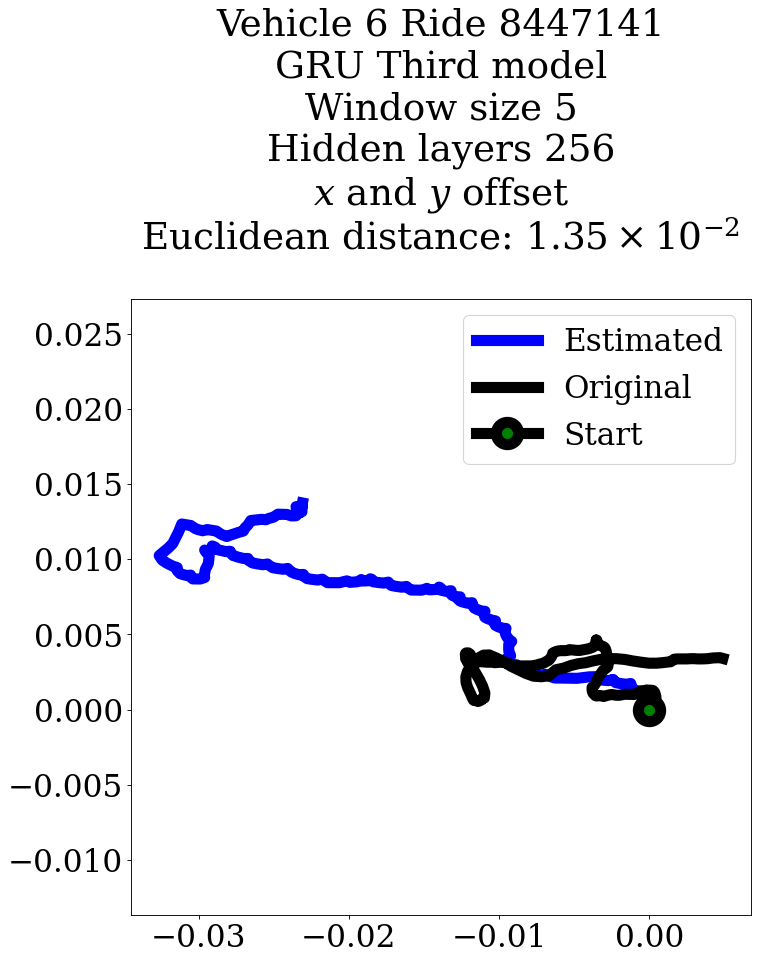 Vehicle 6 Ride 8447141
GRU Third model
Window size 5
Hidden layers 256
x and y offset
Euclidean distance: 1.35 × 10⁻²
Estimated
Original
Start
0.025
0.020
0.015
0.010
0.005
0.000
−0.005
−0.010
−0.03 −0.02 −0.01 0.00